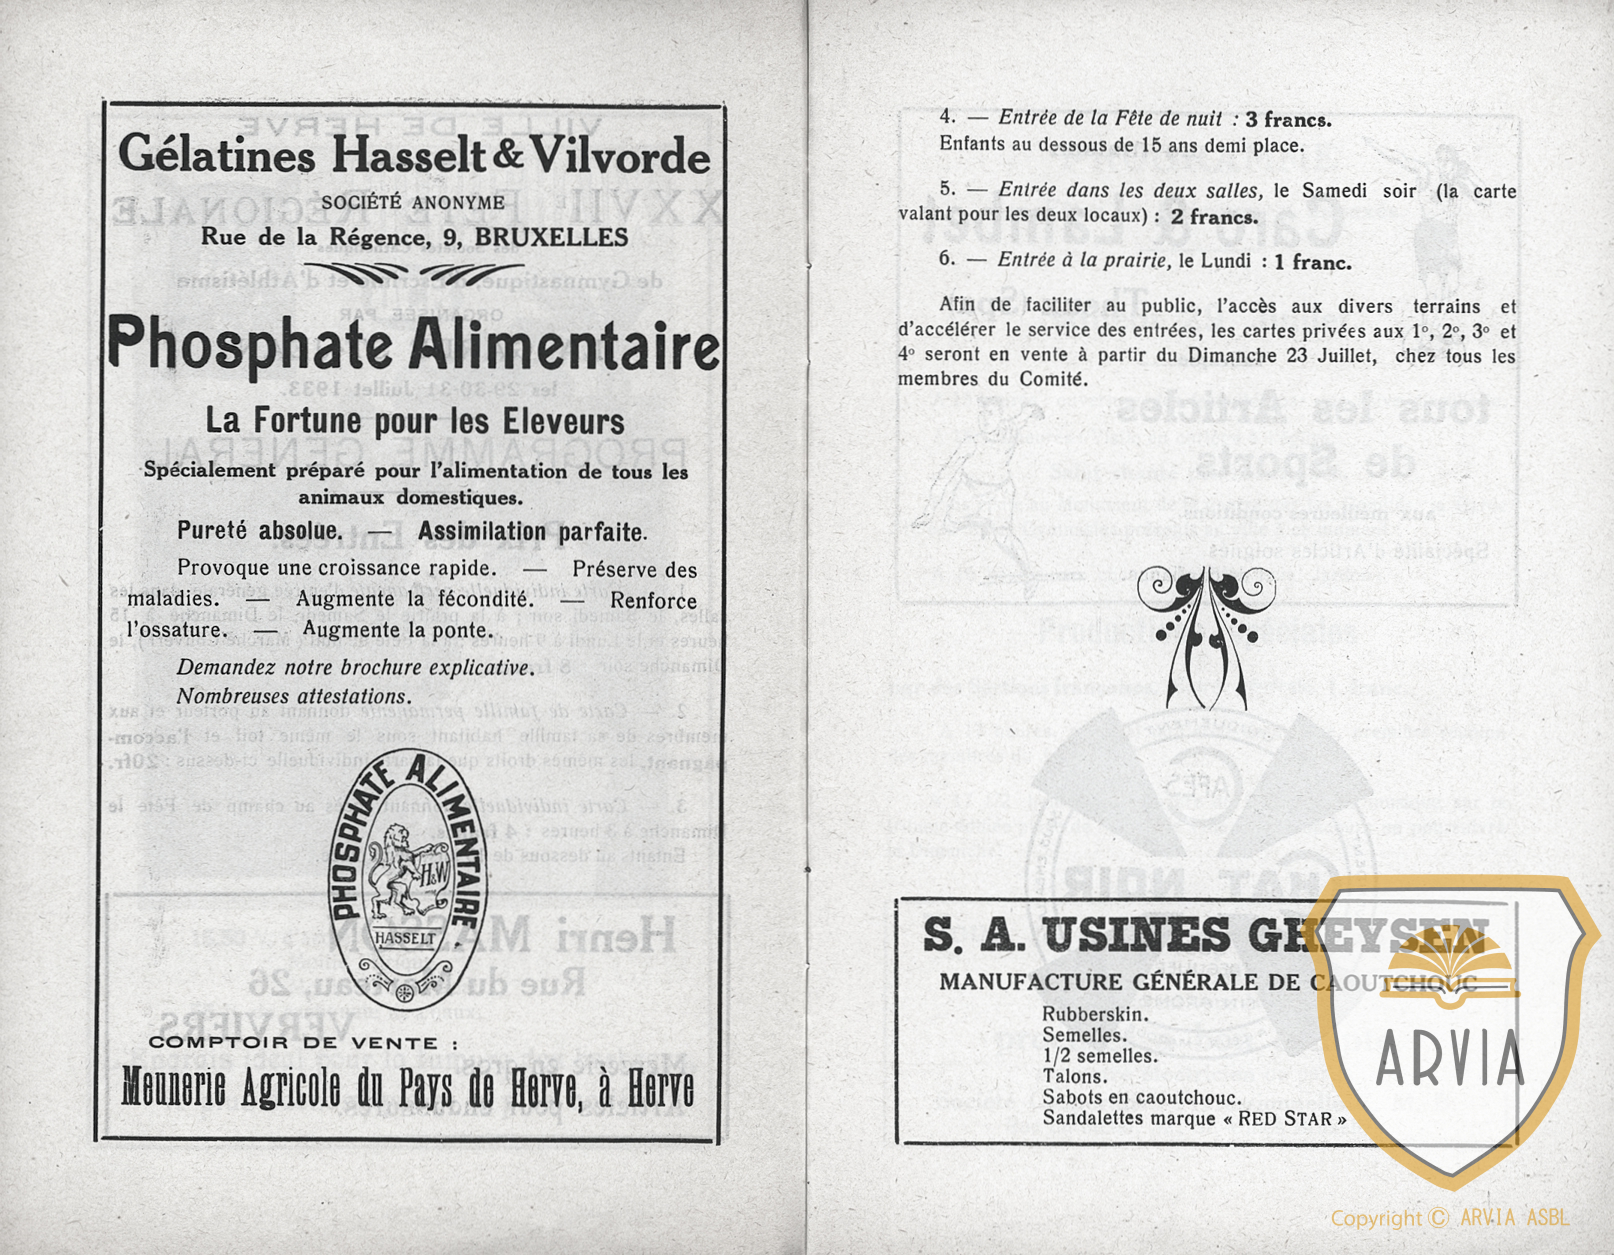 Gélatines Hasselt & Vilvorde
SOCIÉTÉ ANONYME
Rue de la Régence, 9, BRUXELLES
Phosphate Alimentaire
La Fortune pour les Eleveurs
Spécialement préparé pour l'alimentation de tous les
animaux domestiques.
Pureté absolue. — Assimilation parfaite.
Provoque une croissance rapide. — Préserve des
maladies. — Augmente la fécondité. — Renforce
l'ossature. — Augmente la ponte.
Demandez notre brochure explicative.
Nombreuses attestations.
PHOSPHATE ALIMENTAIRE
H&W
HASSELT
COMPTOIR DE VENTE :
Meunerie Agricole du Pays de Herve, à Herve
4. — Entrée de la Fête de nuit : 3 francs.
Enfants au dessous de 15 ans demi place.
5. — Entrée dans les deux salles, le Samedi soir (la carte
valant pour les deux locaux) : 2 francs.
6. — Entrée à la prairie, le Lundi : 1 franc.
Afin de faciliter au public, l'accès aux divers terrains et
d'accélérer le service des entrées, les cartes privées aux 1º, 2º, 3º et
4º seront en vente à partir du Dimanche 23 Juillet, chez tous les
membres du Comité.
S. A. USINES GHEYSEN
MANUFACTURE GÉNÉRALE DE CAOUTCHOUC
Rubberskin.
Semelles.
1/2 semelles.
Talons.
Sabots en caoutchouc.
Sandalettes marque « RED STAR »
ARVIA
Copyright © ARVIA ASBL